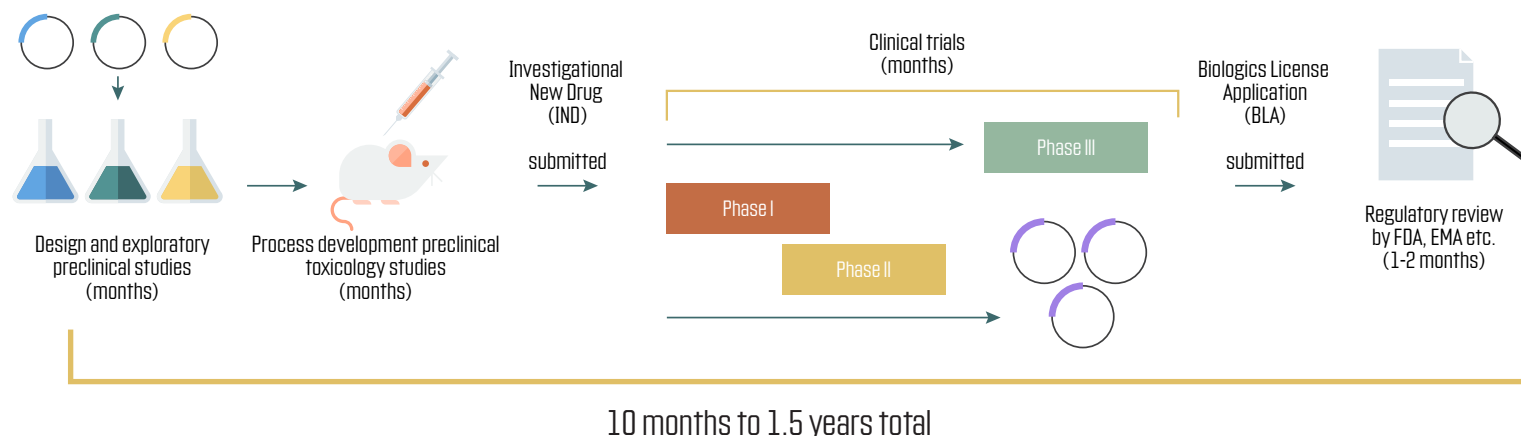 Design and exploratory
preclinical studies
(months)
Process development preclinical
toxicology studies
(months)
Investigational
New Drug
(IND)
submitted
Clinical trials
(months)
Phase III
Phase I
Phase II
Biologics License
Application
(BLA)
submitted
Regulatory review
by FDA, EMA etc.
(1-2 months)
10 months to 1.5 years total